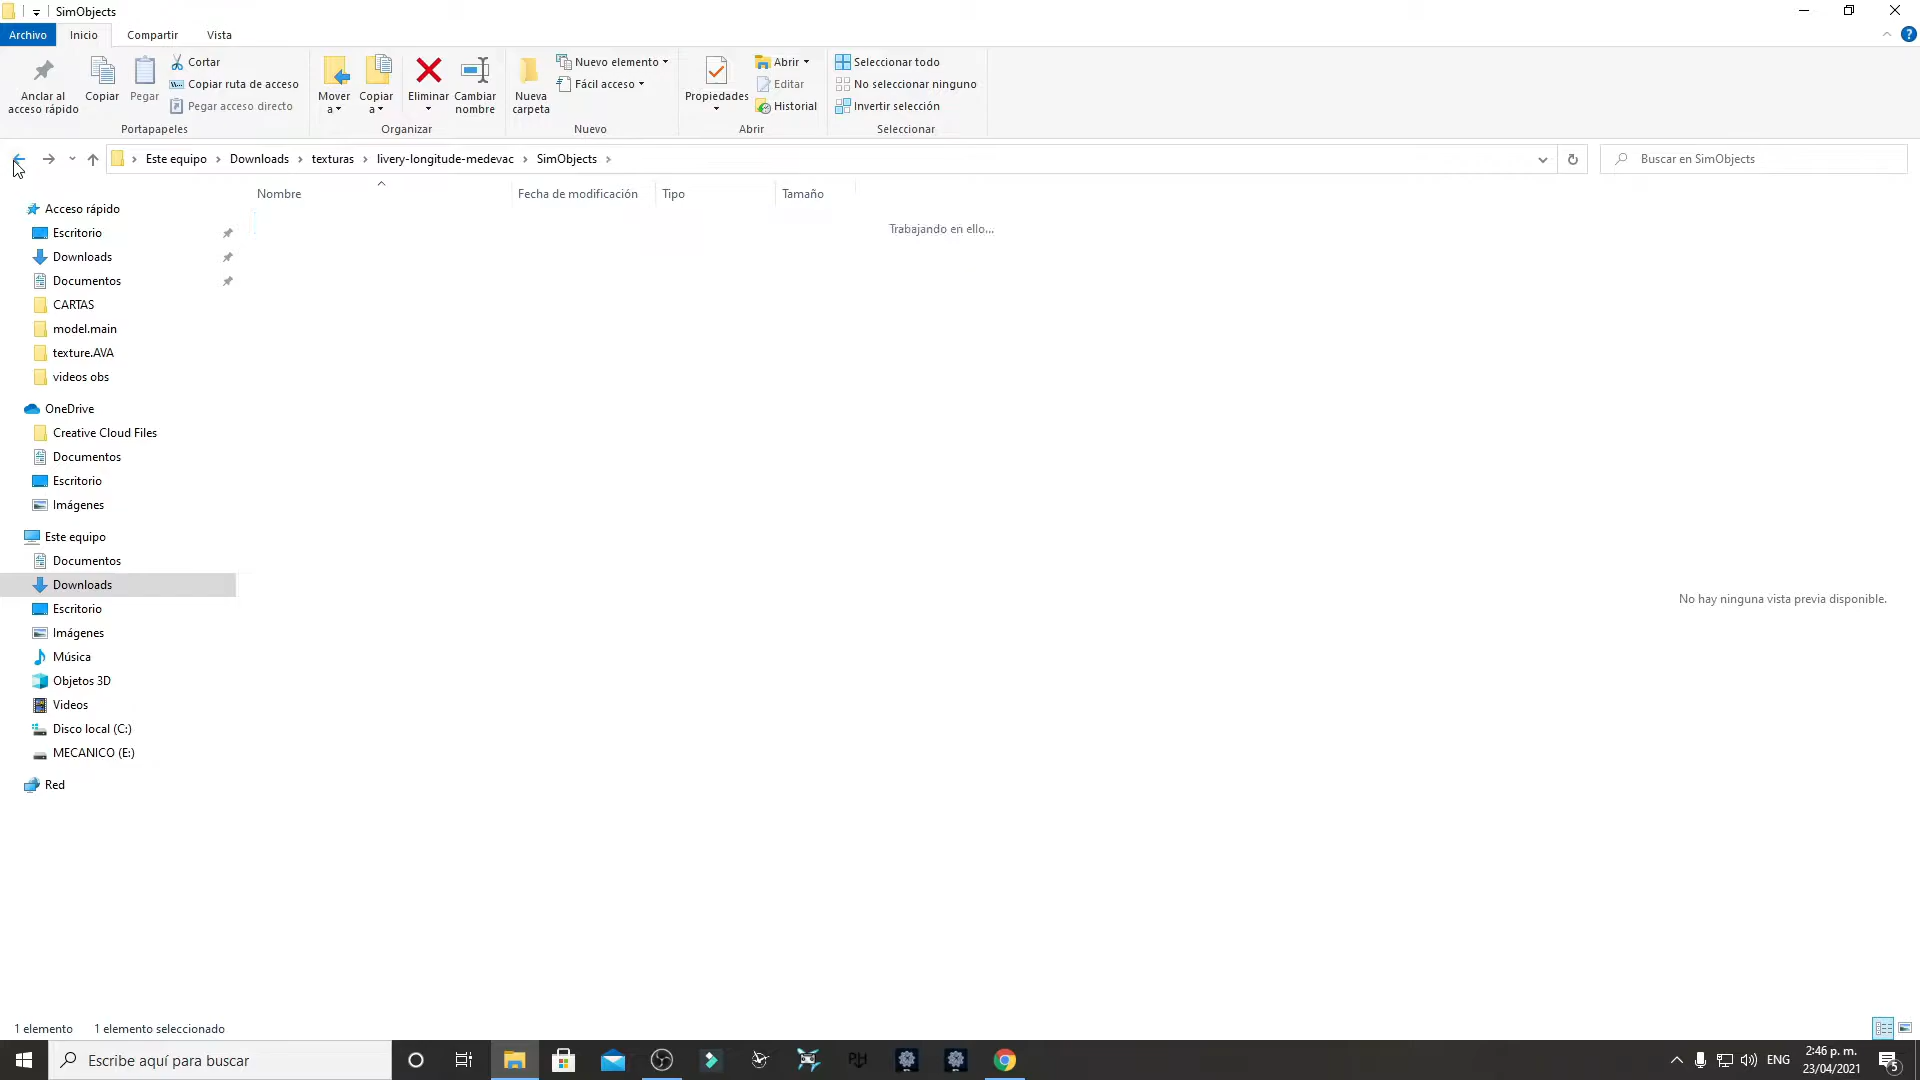 SimObjects
Archivo Inicio Compartir Vista
Anclar al acceso rápido
Copiar
Pegar
Cortar
Copiar ruta de acceso
Pegar acceso directo
Portapapeles
Mover a
Copiar a
Eliminar
Cambiar nombre
Organizar
Nueva carpeta
Nuevo elemento
Fácil acceso
Nuevo
Propiedades
Abrir
Editar
Historial
Abrir
Seleccionar todo
No seleccionar ninguno
Invertir selección
Seleccionar
Este equipo > Downloads > texturas > livery-longitude-medevac > SimObjects >
Buscar en SimObjects
Nombre Fecha de modificación Tipo Tamaño
Trabajando en ello...
Acceso rápido
Escritorio
Downloads
Documentos
CARTAS
model.main
texture.AVA
videos obs
OneDrive
Creative Cloud Files
Documentos
Escritorio
Imágenes
Este equipo
Documentos
Downloads
Escritorio
Imágenes
Música
Objetos 3D
Videos
Disco local (C:)
MECANICO (E:)
Red
No hay ninguna vista previa disponible.
1 elemento 1 elemento seleccionado
Escribe aquí para buscar
ENG
2:46 p. m.
23/04/2021
5